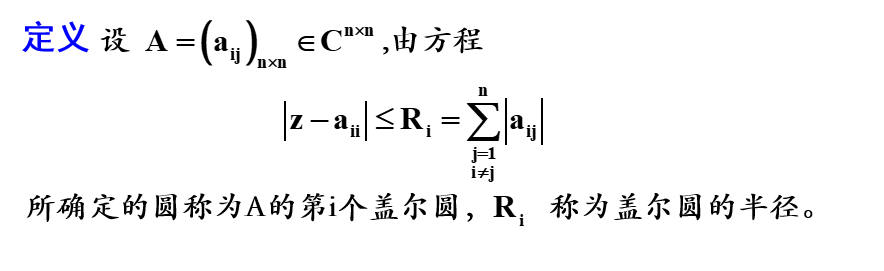 定义 设 A = (a_ij)_n×n ∈ C^n×n ,由方程
|z − a_ii| ≤ R_i = ∑_{j=1, i≠j}^{n} |a_ij|
所确定的圆称为A的第i个盖尔圆，R_i 称为盖尔圆的半径。